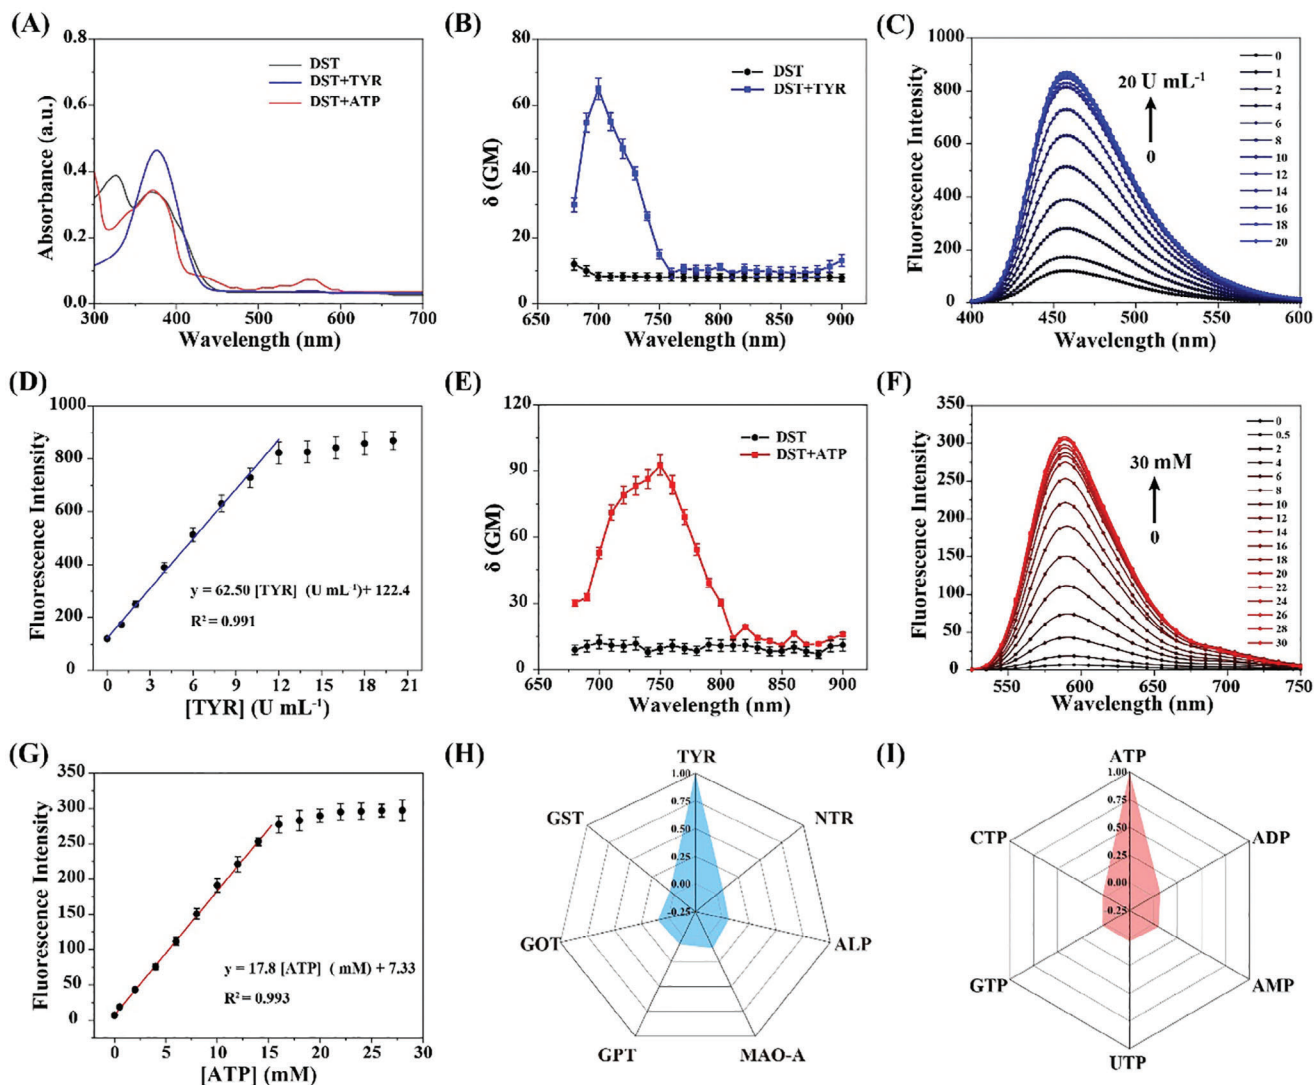 (A)
0.8
0.6
0.4
0.2
0.0
Absorbance (a.u.)
DST
DST+TYR
DST+ATP
300 400 500 600 700
Wavelength (nm)
(B)
80
60
40
20
0
δ (GM)
DST
DST+TYR
650 700 750 800 850 900
Wavelength (nm)
(C)
1000
800
600
400
200
0
Fluorescence Intensity
20 U mL⁻¹
0
0
1
2
4
6
8
10
12
14
16
18
20
400 450 500 550 600
Wavelength (nm)
(D)
1000
800
600
400
200
0
Fluorescence Intensity
y = 62.50 [TYR] (U mL⁻¹)+ 122.4
R² = 0.991
0 3 6 9 12 15 18 21
[TYR] (U mL⁻¹)
(E)
120
90
60
30
0
δ (GM)
DST
DST+ATP
650 700 750 800 850 900
Wavelength (nm)
(F)
350
300
250
200
150
100
50
0
Fluorescence Intensity
30 mM
0
0
0.5
2
4
6
8
10
12
14
16
18
20
22
24
26
28
30
550 600 650 700 750
Wavelength (nm)
(G)
350
300
250
200
150
100
50
0
Fluorescence Intensity
y = 17.8 [ATP] ( mM) + 7.33
R² = 0.993
0 5 10 15 20 25 30
[ATP] (mM)
(H)
TYR
1.00
0.75
0.50
0.25
0.00
-0.25
NTR
ALP
MAO-A
GPT
GOT
GST
(I)
ATP
1.00
0.75
0.50
0.25
0.00
-0.25
ADP
AMP
UTP
GTP
CTP